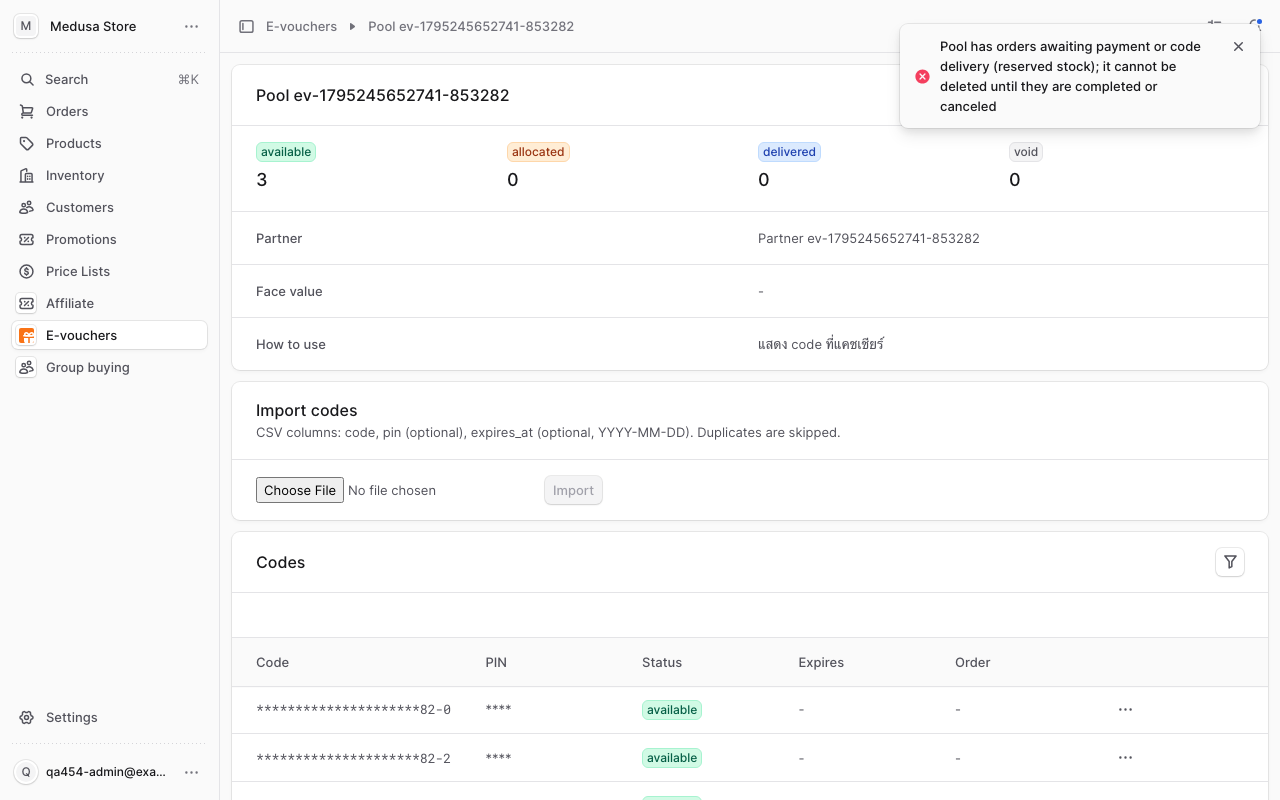 M
Medusa Store
Search
⌘K
Orders
Products
Inventory
Customers
Promotions
Price Lists
Affiliate
E-vouchers
Group buying
Settings
Q
qa454-admin@exa...
E-vouchers
Pool ev-1795245652741-853282
Pool has orders awaiting payment or code
delivery (reserved stock); it cannot be
deleted until they are completed or
canceled
Pool ev-1795245652741-853282
available
allocated
delivered
void
3
0
0
0
Partner
Partner ev-1795245652741-853282
Face value
-
How to use
แสดง code ที่แคชเชียร์
Import codes
CSV columns: code, pin (optional), expires_at (optional, YYYY-MM-DD). Duplicates are skipped.
Choose File
No file chosen
Import
Codes
Code
PIN
Status
Expires
Order
*********************82-0
****
available
-
-
*********************82-2
****
available
-
-